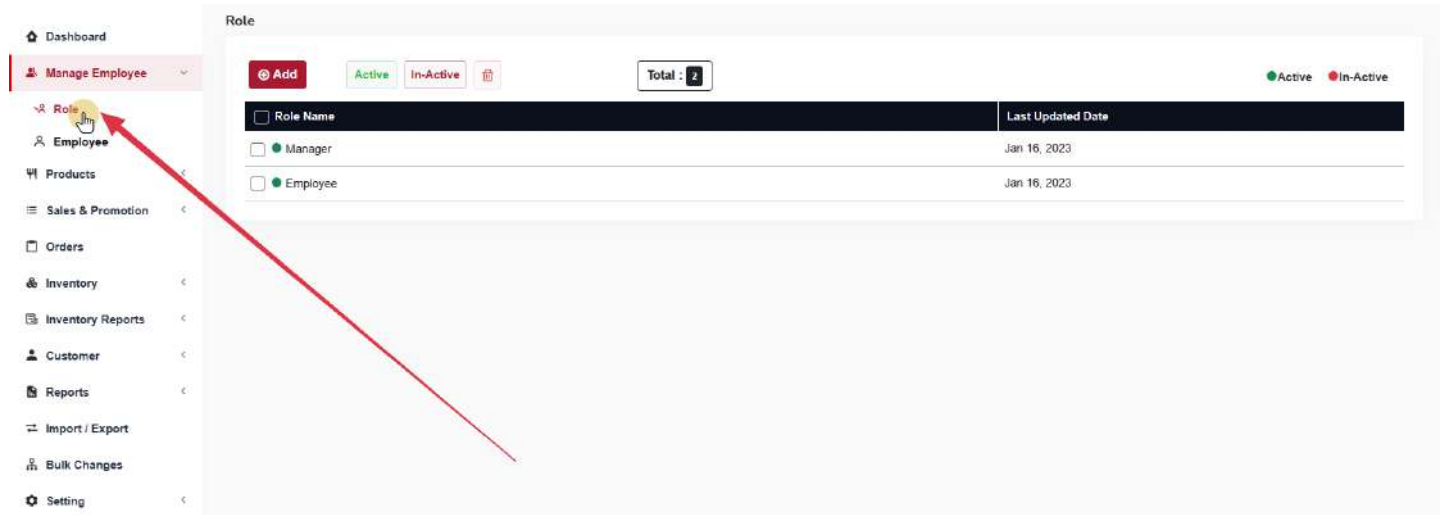 Role
Dashboard
Manage Employee
Role
Employee
Products
Sales & Promotion
Orders
Inventory
Inventory Reports
Customer
Reports
Import / Export
Bulk Changes
Setting
Add Active In-Active Total : 2 Active In-Active
Role Name Last Updated Date
Manager Jan 16, 2023
Employee Jan 16, 2023